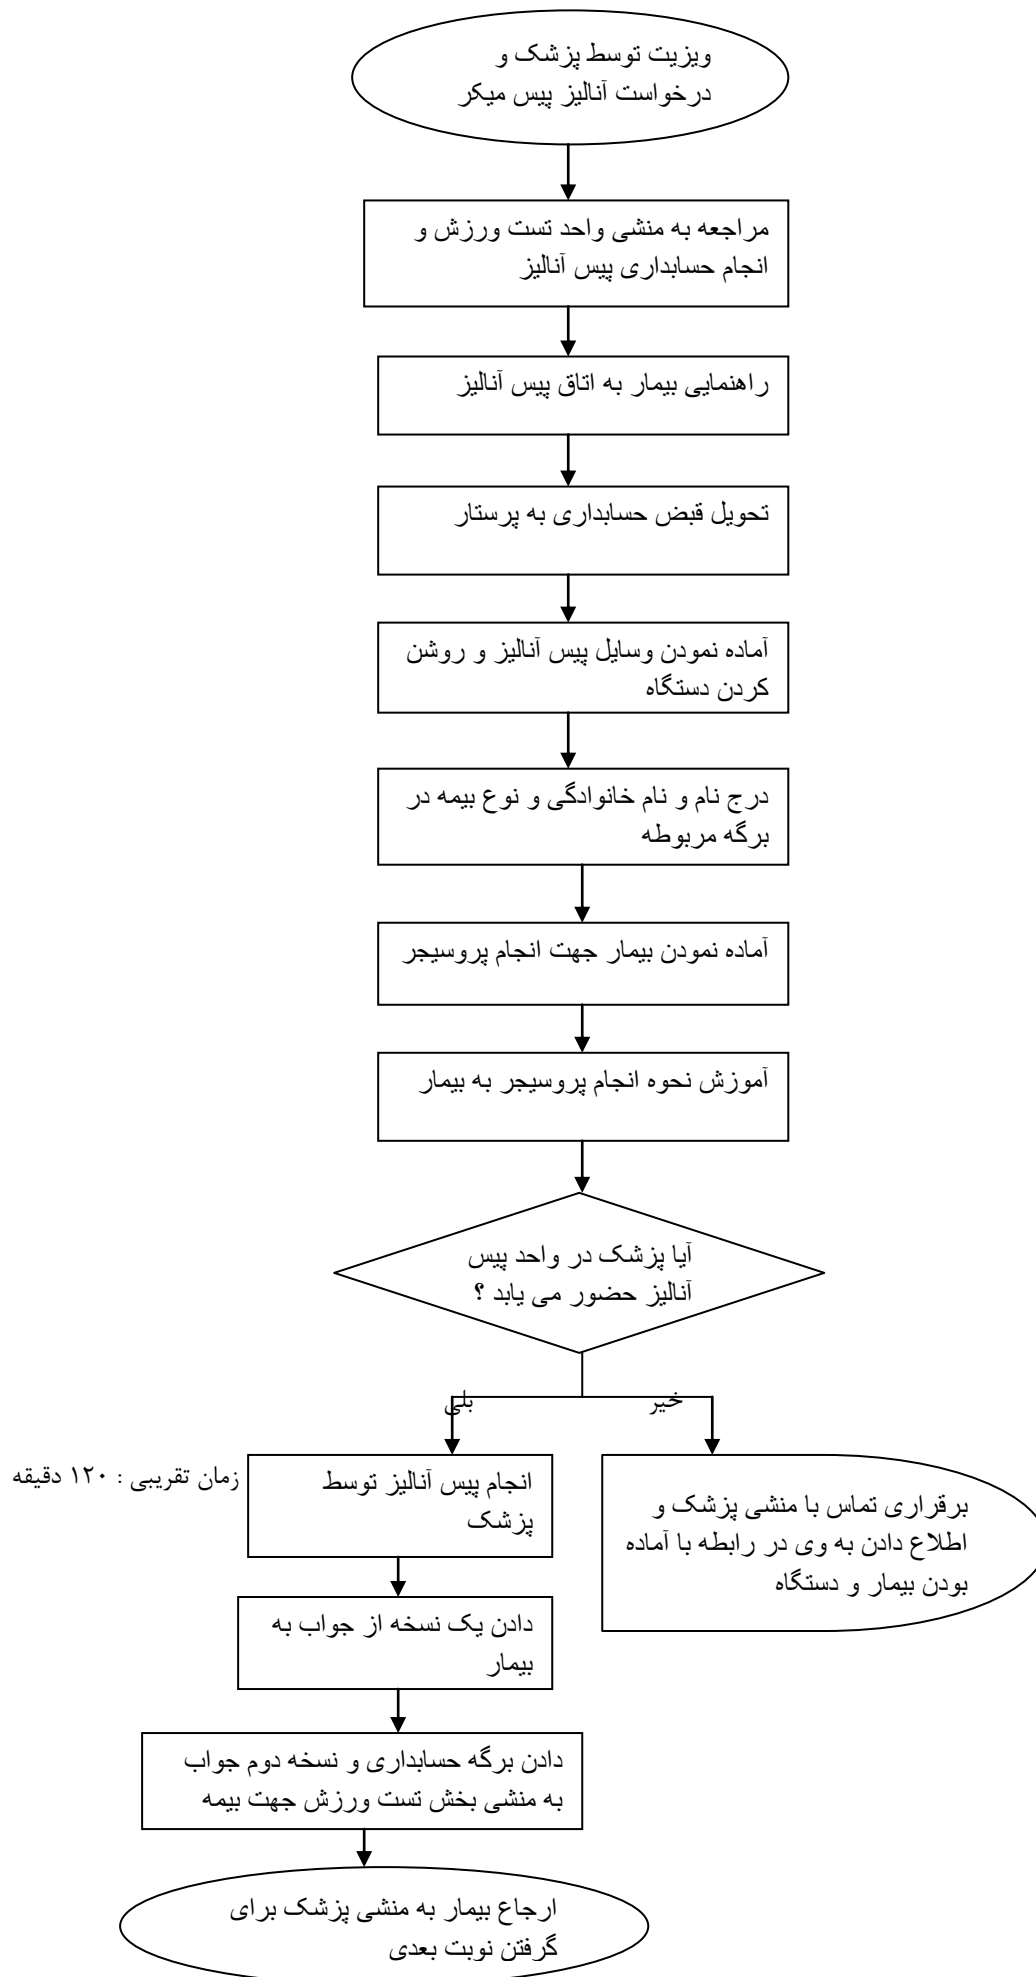 ویزیت توسط پزشک و
درخواست آنالیز پیس میکر
مراجعه به منشی واحد تست ورزش و
انجام حسابداری پیس آنالیز
راهنمایی بیمار به اتاق پیس آنالیز
تحویل قبض حسابداری به پرستار
آماده نمودن وسایل پیس آنالیز و روشن
کردن دستگاه
درج نام و نام خانوادگی و نوع بیمه در
برگه مربوطه
آماده نمودن بیمار جهت انجام پروسیجر
آموزش نحوه انجام پروسیجر به بیمار
آیا پزشک در واحد پیس
آنالیز حضور می یابد ؟
خیر
بلی
برقراری تماس با منشی پزشک و
اطلاع دادن به وی در رابطه با آماده
بودن بیمار و دستگاه
انجام پیس آنالیز توسط
پزشک
زمان تقریبی : ۱۲۰ دقیقه
دادن یک نسخه از جواب به
بیمار
دادن برگه حسابداری و نسخه دوم جواب
به منشی بخش تست ورزش جهت بیمه
ارجاع بیمار به منشی پزشک برای
گرفتن نوبت بعدی